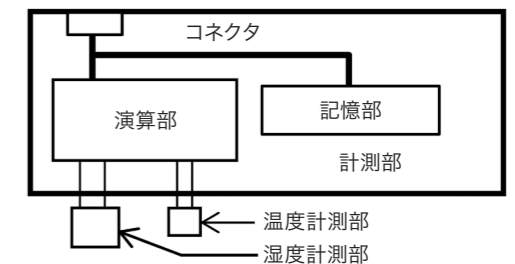 コネクタ
演算部
記憶部
計測部
温度計測部
湿度計測部